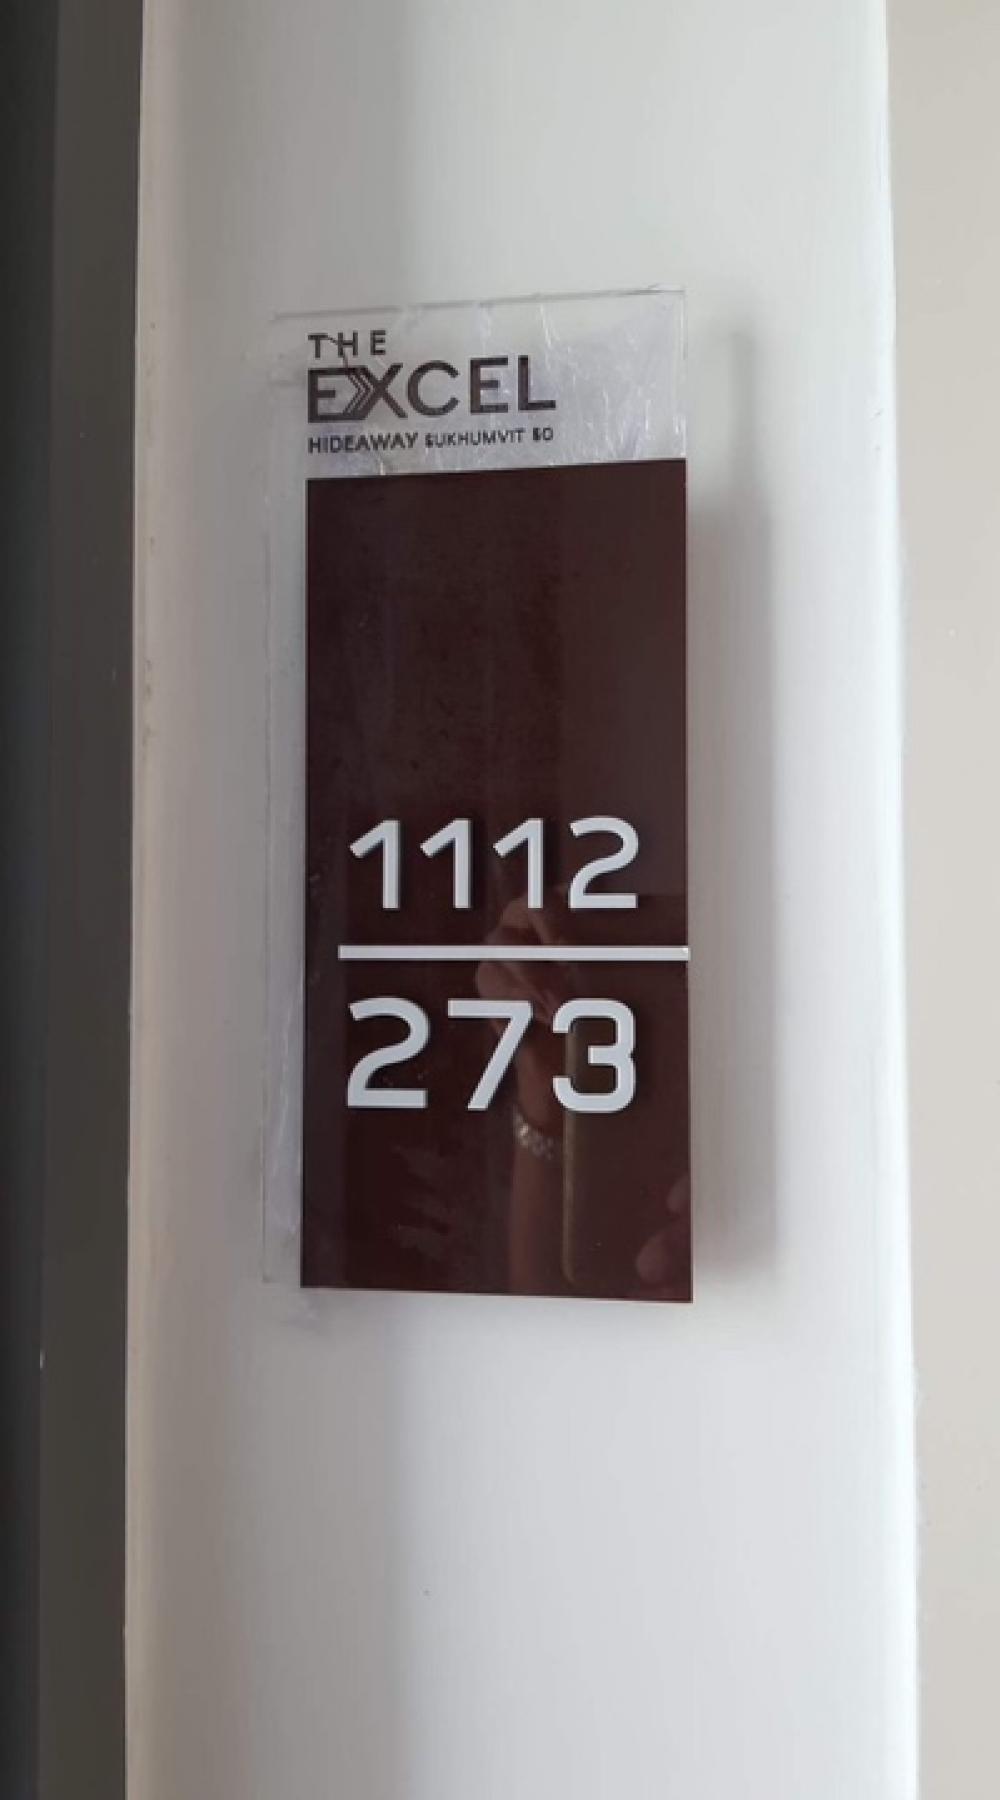 THE
EXCEL
HIDEAWAY SUKHUMVIT 50
1112
273